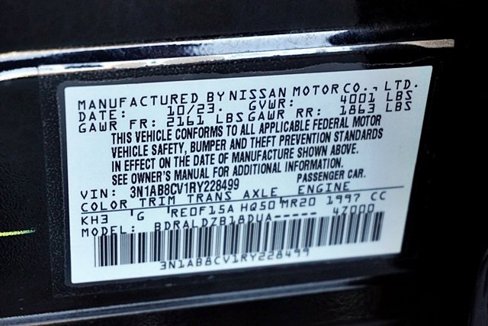 MANUFACTURED BY NISSAN MOTOR CO., LTD.
DATE: 10/23. GVWR: 4001 LBS
GAWR FR: 2161 LBS GAWR RR: 1863 LBS
THIS VEHICLE CONFORMS TO ALL APPLICABLE FEDERAL MOTOR
VEHICLE SAFETY, BUMPER AND THEFT PREVENTION STANDARDS
IN EFFECT ON THE DATE OF MANUFACTURE SHOWN ABOVE.
SEE OWNER'S MANUAL FOR ADDITIONAL INFORMATION.
VIN: 3N1AB8CV1RY228499 PASSENGER CAR.
COLOR TRIM TRANS AXLE ENGINE
KH3 G RE0F15A HQ50 MR20 1997 CC
MODEL: BDRALDZB18DUA----- 4Z000
3N1AB8CV1RY228499